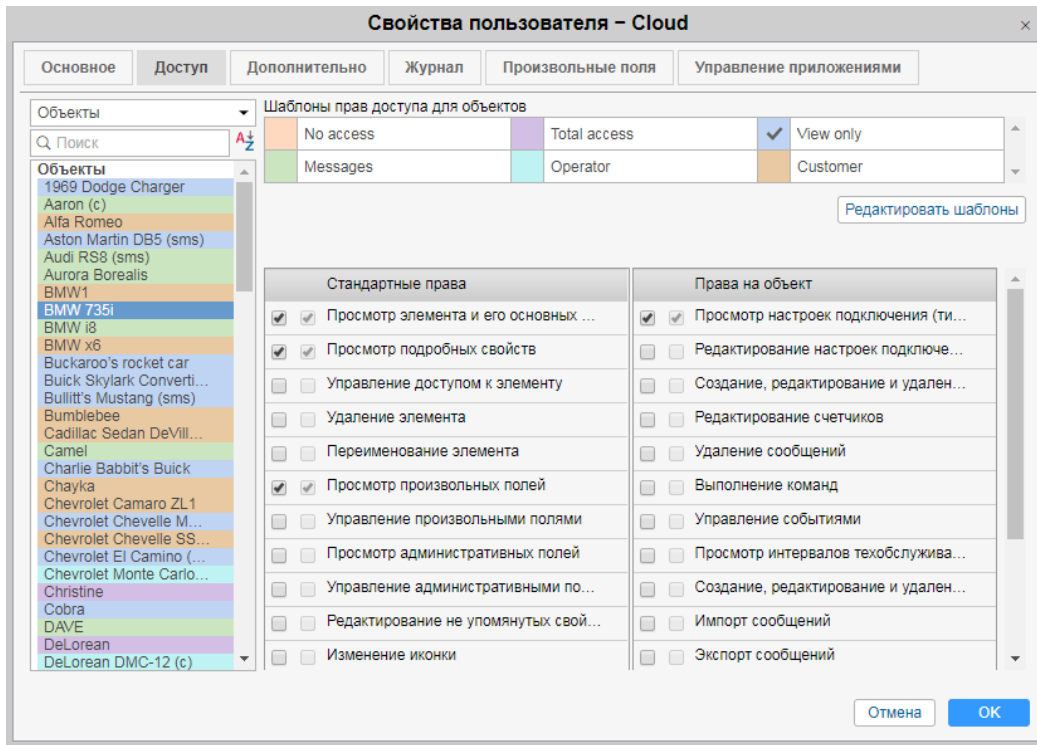 Свойства пользователя – Cloud
Основное
Доступ
Дополнительно
Журнал
Произвольные поля
Управление приложениями
Объекты
Поиск
Объекты
1969 Dodge Charger
Aaron (c)
Alfa Romeo
Aston Martin DB5 (sms)
Audi RS8 (sms)
Aurora Borealis
BMW1
BMW 735i
BMW i8
BMW x6
Buckaroo's rocket car
Buick Skylark Converti...
Bullitt's Mustang (sms)
Bumblebee
Cadillac Sedan DeVill...
Camel
Charlie Babbit's Buick
Chayka
Chevrolet Camaro ZL1
Chevrolet Chevelle M...
Chevrolet Chevelle SS...
Chevrolet El Camino (...
Chevrolet Monte Carlo...
Christine
Cobra
DAVE
DeLorean
DeLorean DMC-12 (c)
Шаблоны прав доступа для объектов
No access
Total access
View only
Messages
Operator
Customer
Редактировать шаблоны
Стандартные права
Просмотр элемента и его основных ...
Просмотр подробных свойств
Управление доступом к элементу
Удаление элемента
Переименование элемента
Просмотр произвольных полей
Управление произвольными полями
Просмотр административных полей
Управление административными по...
Редактирование не упомянутых свой...
Изменение иконки
Права на объект
Просмотр настроек подключения (ти...
Редактирование настроек подключе...
Создание, редактирование и удален...
Редактирование счетчиков
Удаление сообщений
Выполнение команд
Управление событиями
Просмотр интервалов техобслужива...
Создание, редактирование и удален...
Импорт сообщений
Экспорт сообщений
Отмена
OK